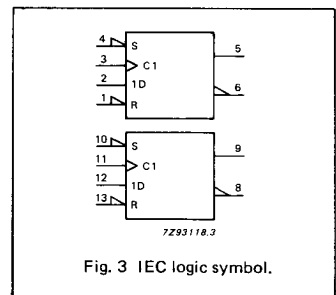 4 S 5
3 C1
2 1D
1 R 6
10 S 9
11 C1
12 1D
13 R 8
7Z93118.3
Fig. 3 IEC logic symbol.